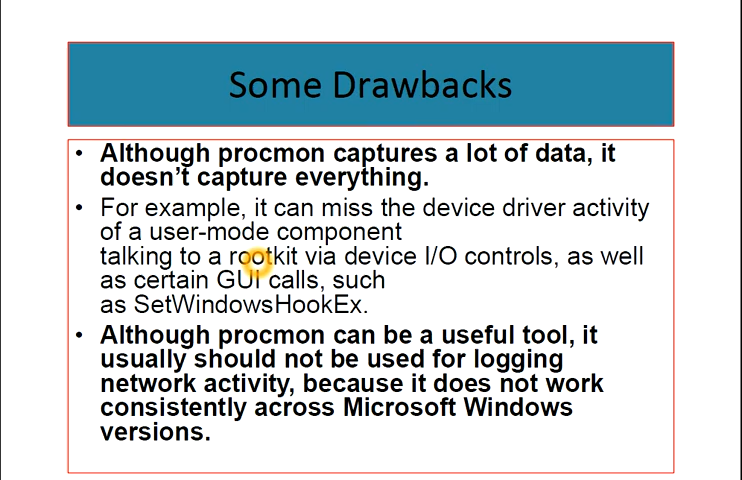 Some Drawbacks
• Although procmon captures a lot of data, it
doesn't capture everything.
• For example, it can miss the device driver activity
of a user-mode component
talking to a rootkit via device I/O controls, as well
as certain GUI calls, such
as SetWindowsHookEx.
• Although procmon can be a useful tool, it
usually should not be used for logging
network activity, because it does not work
consistently across Microsoft Windows
versions.